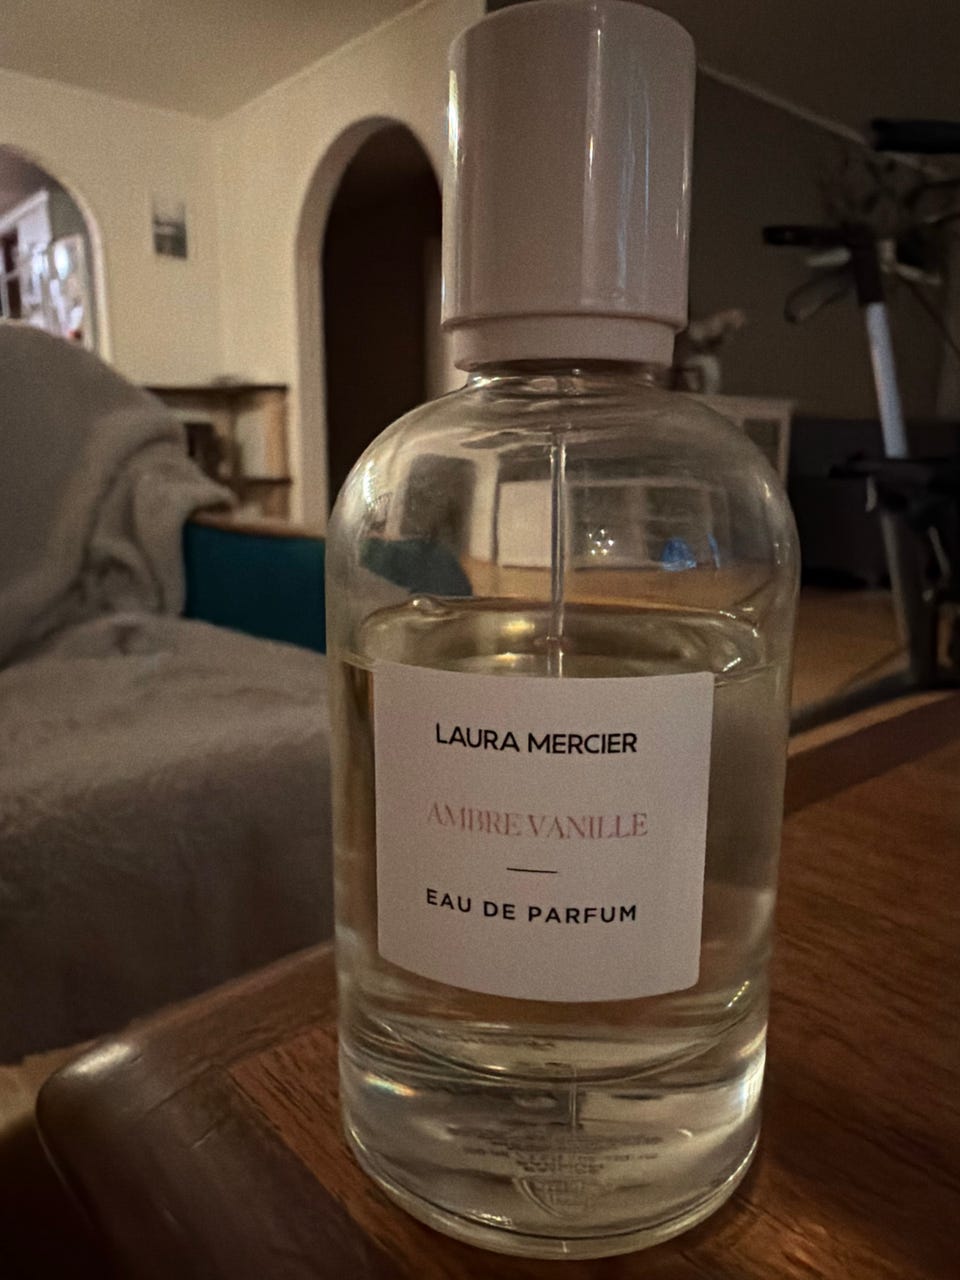 LAURA MERCIER
AMBRE VANILLE
EAU DE PARFUM